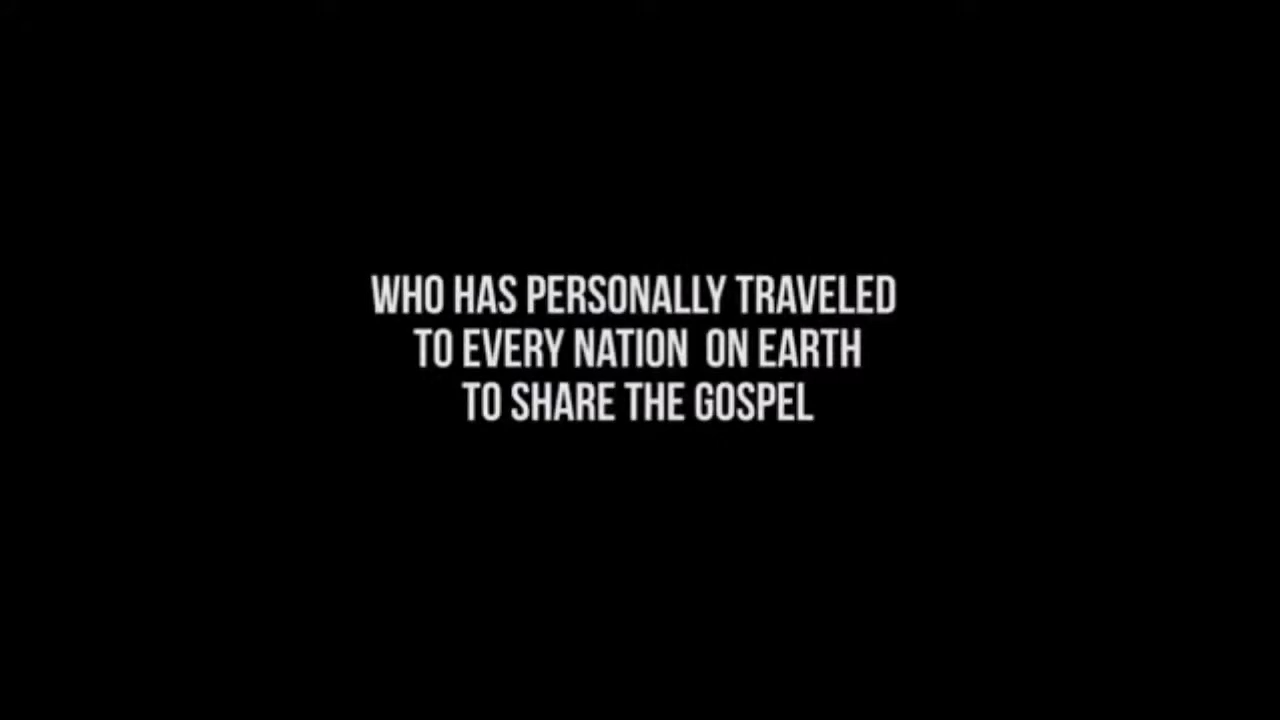 WHO HAS PERSONALLY TRAVELED
TO EVERY NATION  ON EARTH
TO SHARE THE GOSPEL